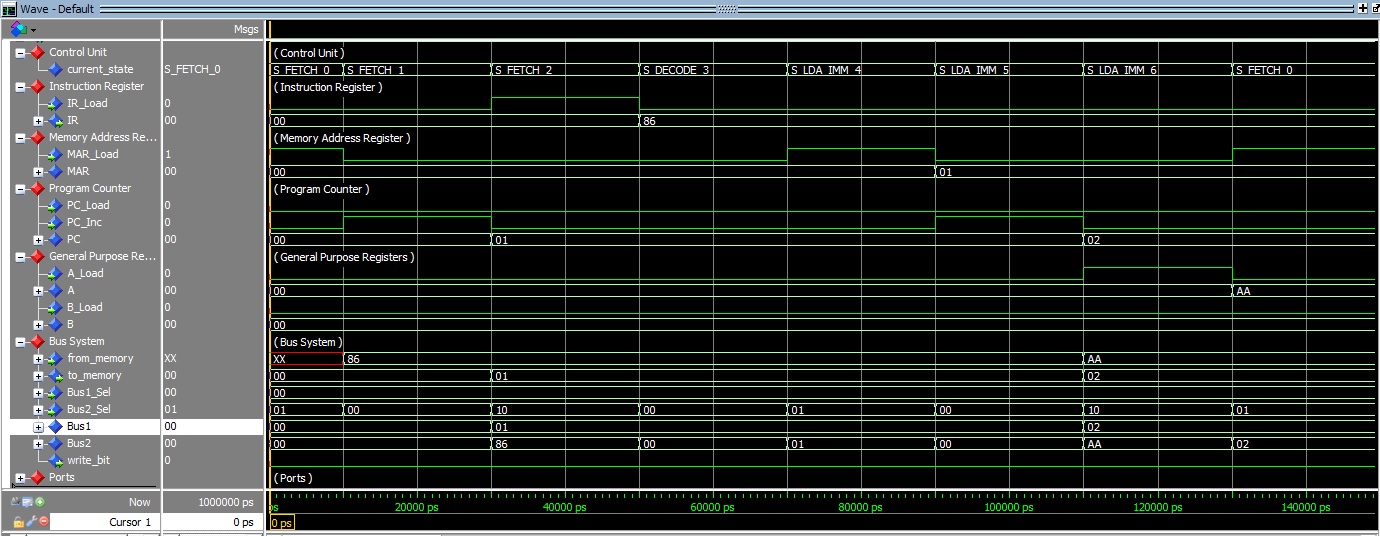 Wave - Default
Msgs
Control Unit (Control Unit)
current_state S_FETCH_0 S_FETCH_0 S_FETCH_1 S_FETCH_2 S_DECODE_3 S_LDA_IMM_4 S_LDA_IMM_5 S_LDA_IMM_6 S_FETCH_0
Instruction Register (Instruction Register)
IR_Load 0
IR 00 00 86
Memory Address Re... (Memory Address Register)
MAR_Load 1
MAR 00 00 01
Program Counter (Program Counter)
PC_Load 0
PC_Inc 0
PC 00 00 01 02
General Purpose Re... (General Purpose Registers)
A_Load 0
A 00 00 AA
B_Load 0
B 00 00
Bus System (Bus System)
from_memory XX XX 86 AA
to_memory 00 00 01 02
Bus1_Sel 00 00
Bus2_Sel 01 01 00 10 00 01 00 10 01
Bus1 00 00 01 02
Bus2 00 00 86 00 01 00 AA 02
write_bit 0
Ports (Ports)
Now 1000000 ps ps 20000 ps 40000 ps 60000 ps 80000 ps 100000 ps 120000 ps 140000 ps
Cursor 1 0 ps 0 ps